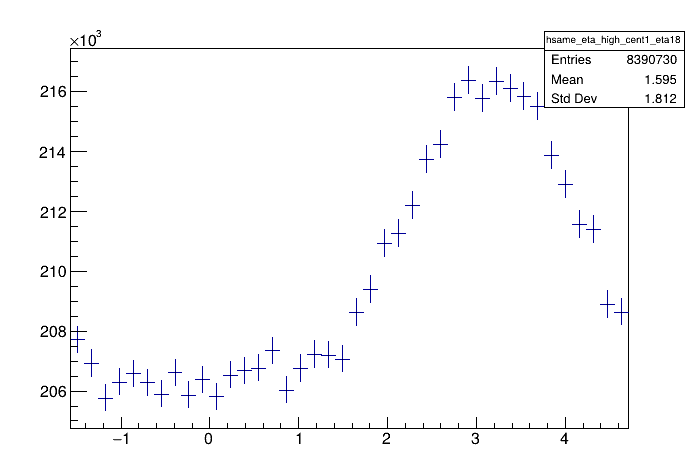 ×10³
hsame_eta_high_cent1_eta18
Entries 8390730
Mean 1.595
Std Dev 1.812
216
214
212
210
208
206
−1 0 1 2 3 4